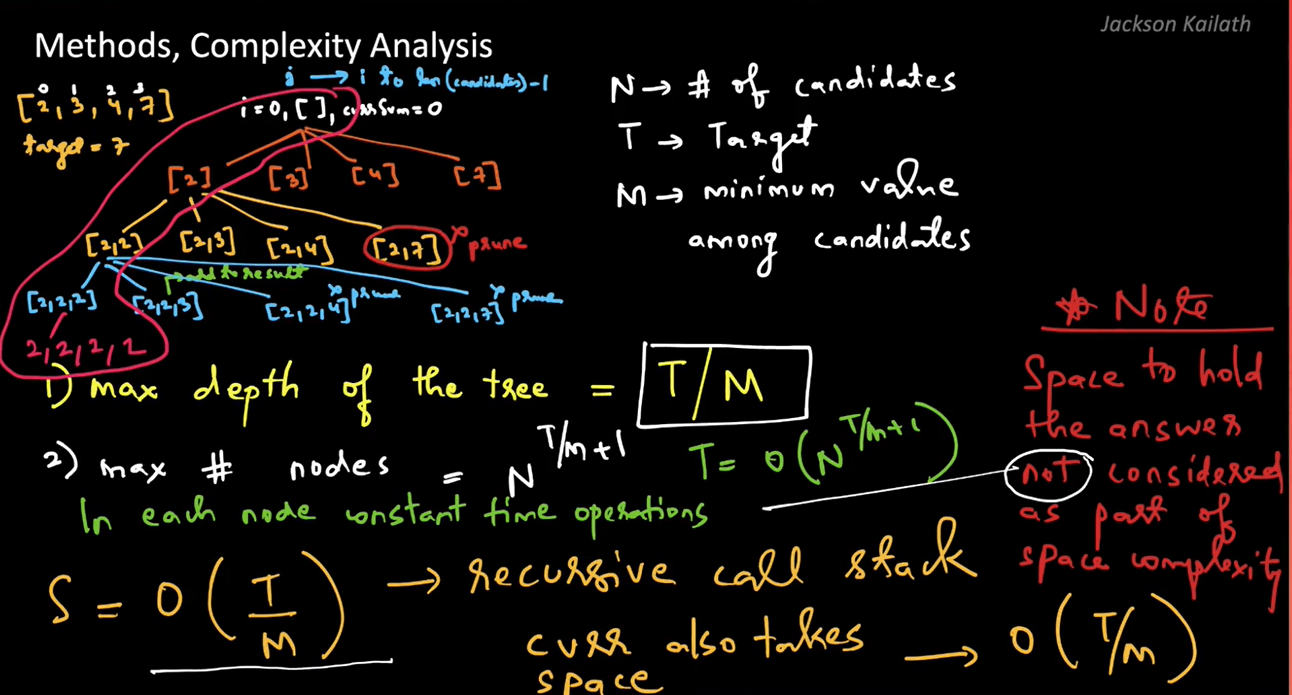 Jackson Kailath
Methods, Complexity Analysis
j → i to len(candidates)-1
0 1 2 3
[2,3,4,7]
i=0, [], currSum=0
target = 7
[2] [3] [4] [7]
[2,2] [2,3] [2,4] [2,7] x prune
add to result
[2,2,2] [2,2,3] [2,2,4] x prune [2,2,7] x prune
2,2,2,2
N → # of candidates
T → Target
M → minimum value
among candidates
1) max depth of the tree = T/M
2) max # nodes = N^T/M+1
T = O(N^T/M+1)
In each node constant time operations
* Note
Space to hold
the answer
not considered
as part of
space complexity
S = O(T/M) → recursive call stack
curr also takes → O(T/M)
space